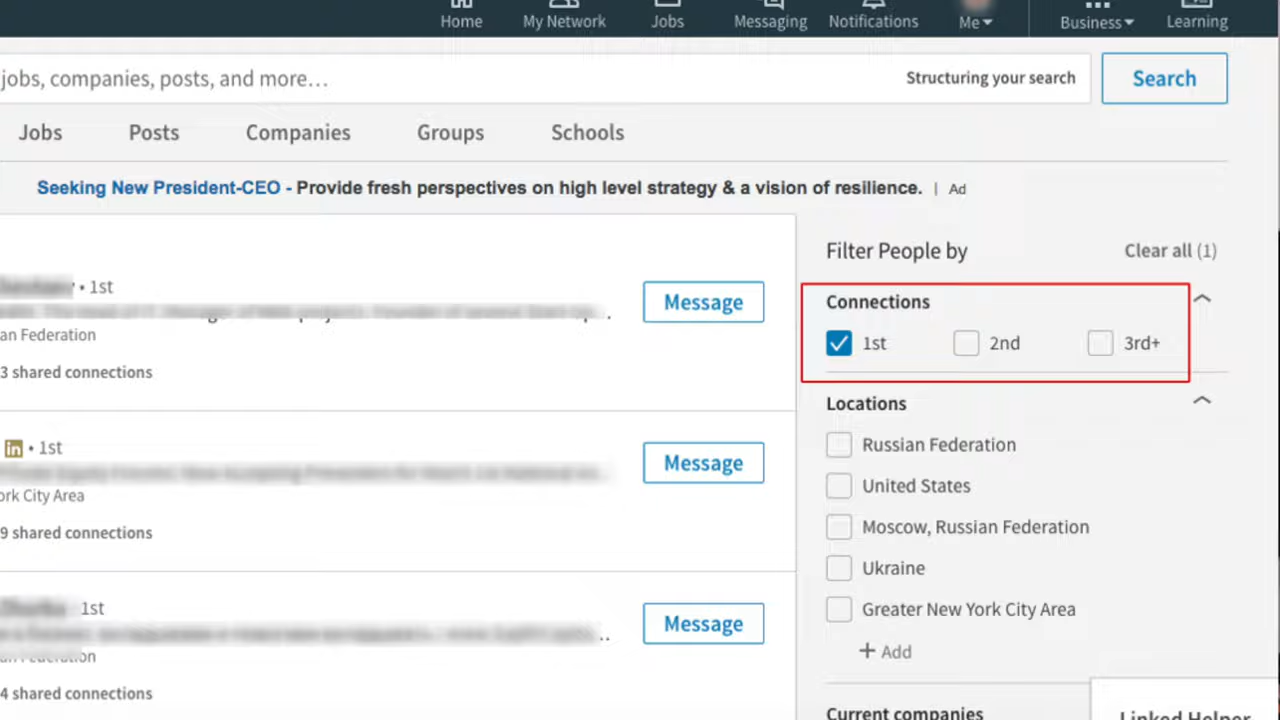 Home My Network Jobs Messaging Notifications Me Business Learning
jobs, companies, posts, and more... Structuring your search Search
Jobs Posts Companies Groups Schools
Seeking New President-CEO - Provide fresh perspectives on high level strategy & a vision of resilience. | Ad
Filter People by Clear all (1)
• 1st
Message
an Federation
3 shared connections
Connections
1st 2nd 3rd+
Locations
Russian Federation
United States
Moscow, Russian Federation
Ukraine
Greater New York City Area
+ Add
in • 1st
Message
ork City Area
9 shared connections
1st
Message
an Federation
4 shared connections
Current companies
Linked Helper